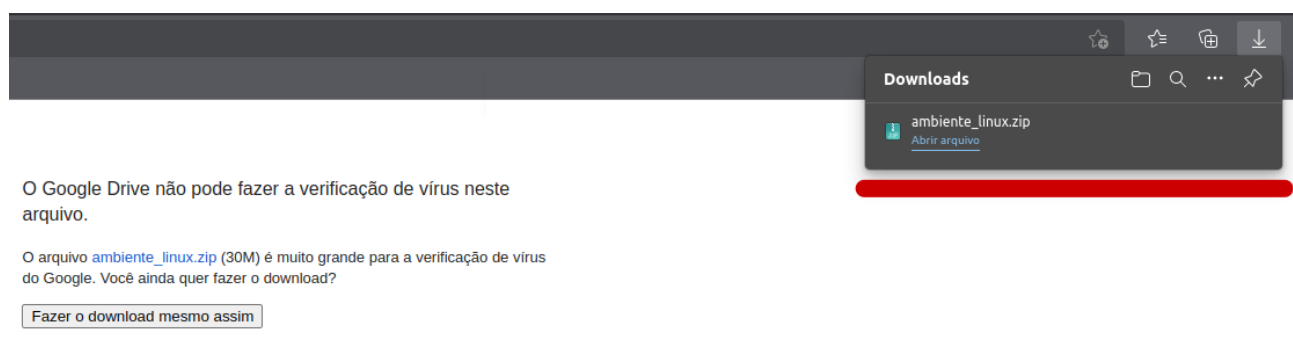 Downloads
ambiente_linux.zip
Abrir arquivo
O Google Drive não pode fazer a verificação de vírus neste
arquivo.
O arquivo ambiente_linux.zip (30M) é muito grande para a verificação de vírus
do Google. Você ainda quer fazer o download?
Fazer o download mesmo assim